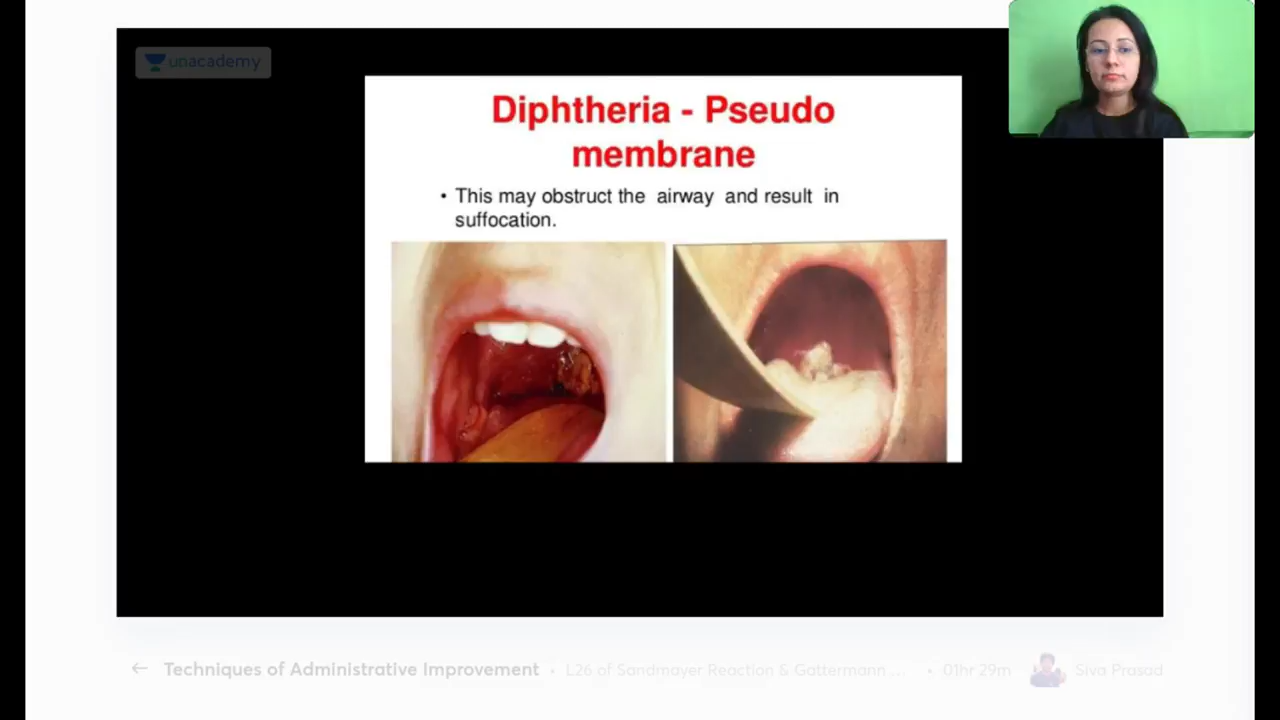 unacademy
Diphtheria - Pseudo
membrane
• This may obstruct the airway and result in
suffocation.
← Techniques of Administrative Improvement • L26 of Sandmayer Reaction & Gattermann ... • 01hr 29m Siva Prasad